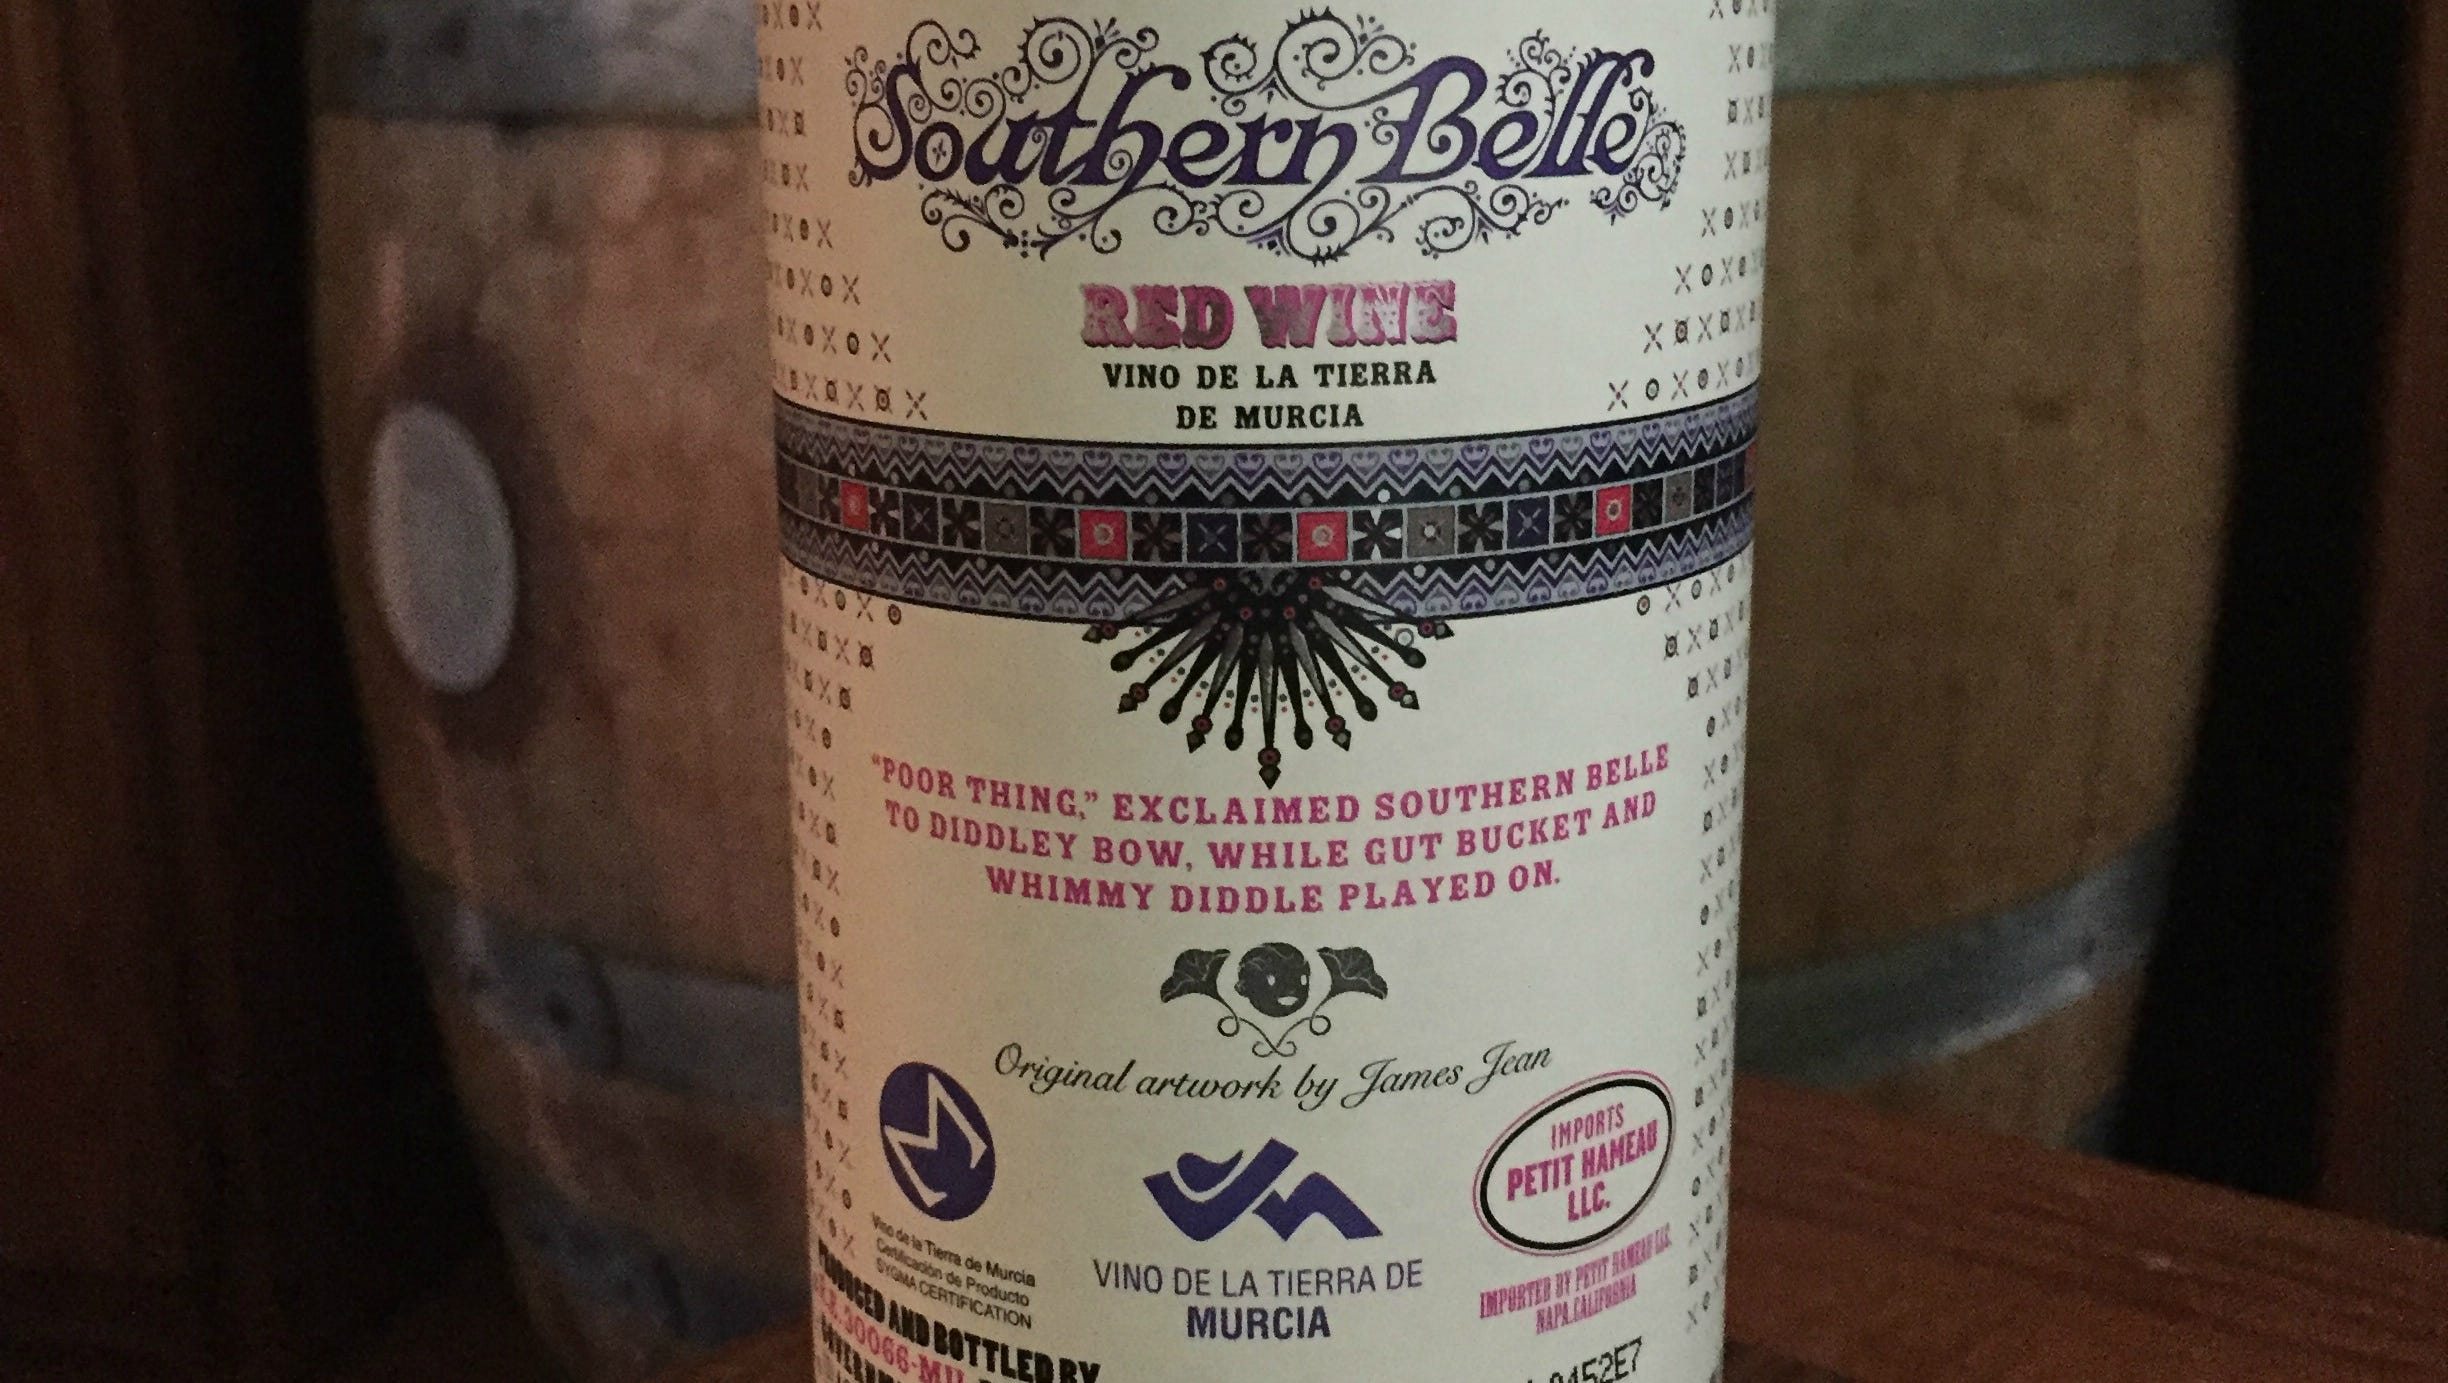 Southern Belle
RED WINE
VINO DE LA TIERRA
DE MURCIA
"POOR THING," EXCLAIMED SOUTHERN BELLE
TO DIDDLEY BOW, WHILE GUT BUCKET AND
WHIMMY DIDDLE PLAYED ON.
Original artwork by James Jean
Vino de la Tierra de Murcia
Certificación de Producto
SYGMA CERTIFICATION
VINO DE LA TIERRA DE
MURCIA
IMPORTS
PETIT HAMEAU
LLC.
IMPORTED BY PETIT HAMEAU LLC.
NAPA, CALIFORNIA
PRODUCED AND BOTTLED BY